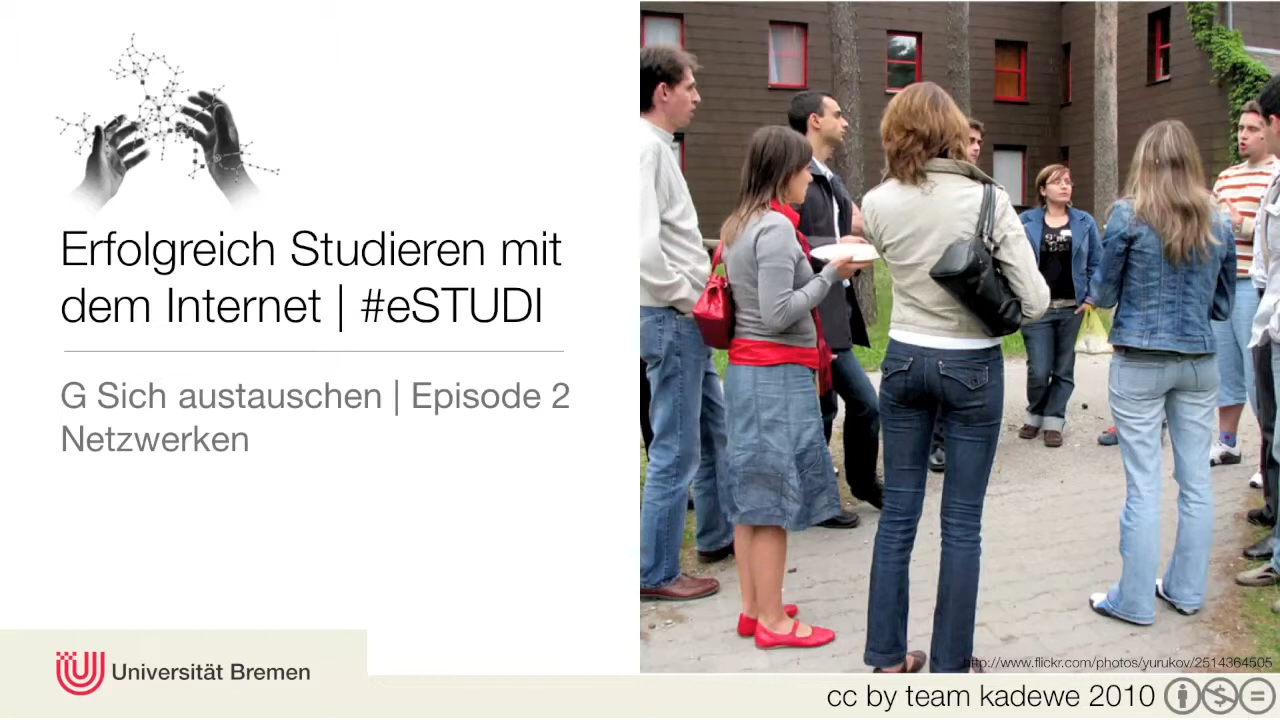 Erfolgreich Studieren mit
dem Internet | #eSTUDI
G Sich austauschen | Episode 2
Netzwerken
http://www.flickr.com/photos/yurukov/2514364505
Universität Bremen
cc by team kadewe 2010